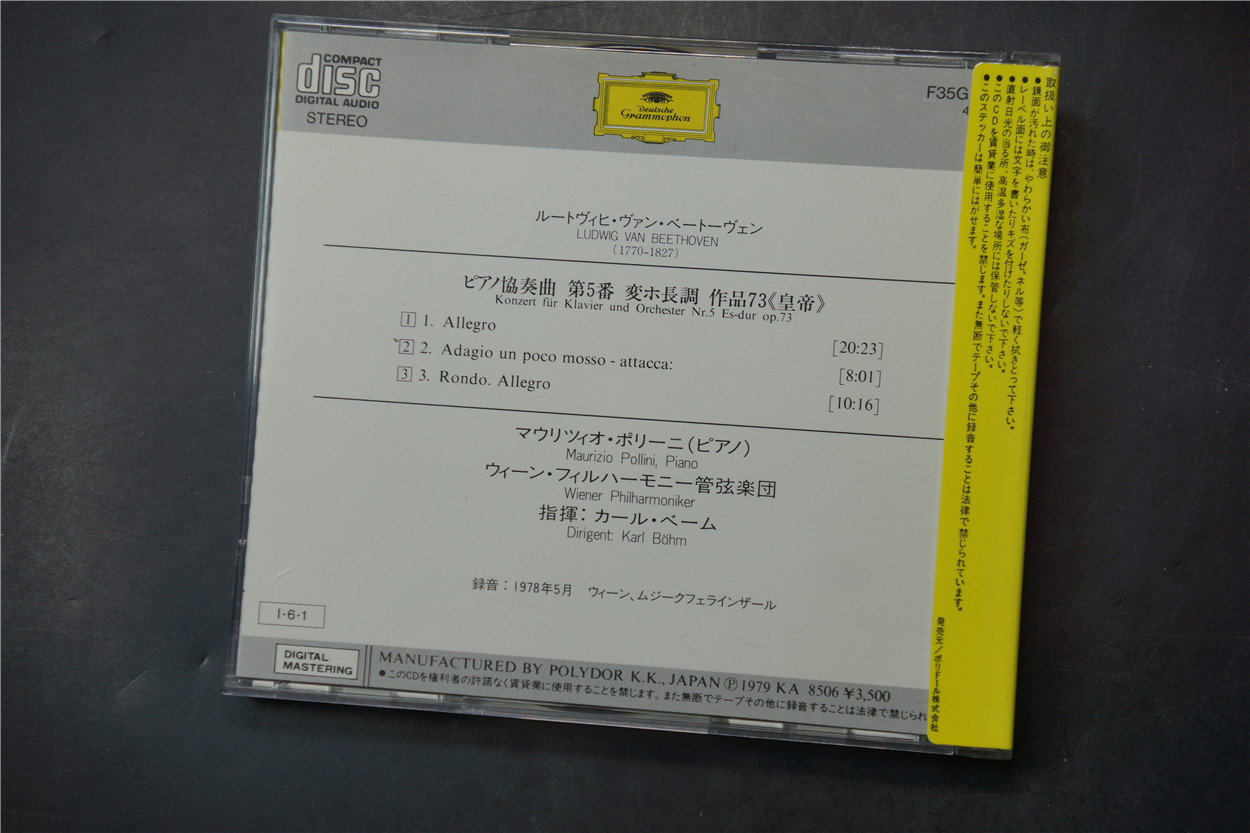 COMPACT
disc
DIGITAL AUDIO
STEREO
Deutsche
Grammophon
F35G
4
ルートヴィヒ・ヴァン・ベートーヴェン
LUDWIG VAN BEETHOVEN
(1770-1827)
ピアノ協奏曲 第5番 変ホ長調 作品73《皇帝》
Konzert für Klavier und Orchester Nr.5 Es-dur op.73
1 1. Allegro [20:23]
2 2. Adagio un poco mosso - attacca: [8:01]
3 3. Rondo. Allegro [10:16]
マウリツィオ・ポリーニ(ピアノ)
Maurizio Pollini, Piano
ウィーン・フィルハーモニー管弦楽団
Wiener Philharmoniker
指揮：カール・ベーム
Dirigent: Karl Böhm
録音：1978年5月 ウィーン、ムジークフェラインザール
I-6-1
DIGITAL
MASTERING
MANUFACTURED BY POLYDOR K.K., JAPAN Ⓟ1979 KA 8506 ¥3,500
●このCDを権利者の許諾なく賃貸業に使用することを禁じます。また無断でテープその他に録音することは法律で禁じられ
取扱い上の御注意
●鏡面が汚れた時は、やわらかい布(ガーゼ、ネル等)で軽く拭きとって下さい。
●レーベル面には文字を書いたりキズを付けたりしないで下さい。
●直射日光の当る所、高温多湿な場所には保管しないで下さい。
●このCDを賃貸業に使用することを禁じます。また無断でテープその他に録音することは法律で禁じられています。
●このステッカーは簡単にはがせます。
発売元/ポリドール株式会社